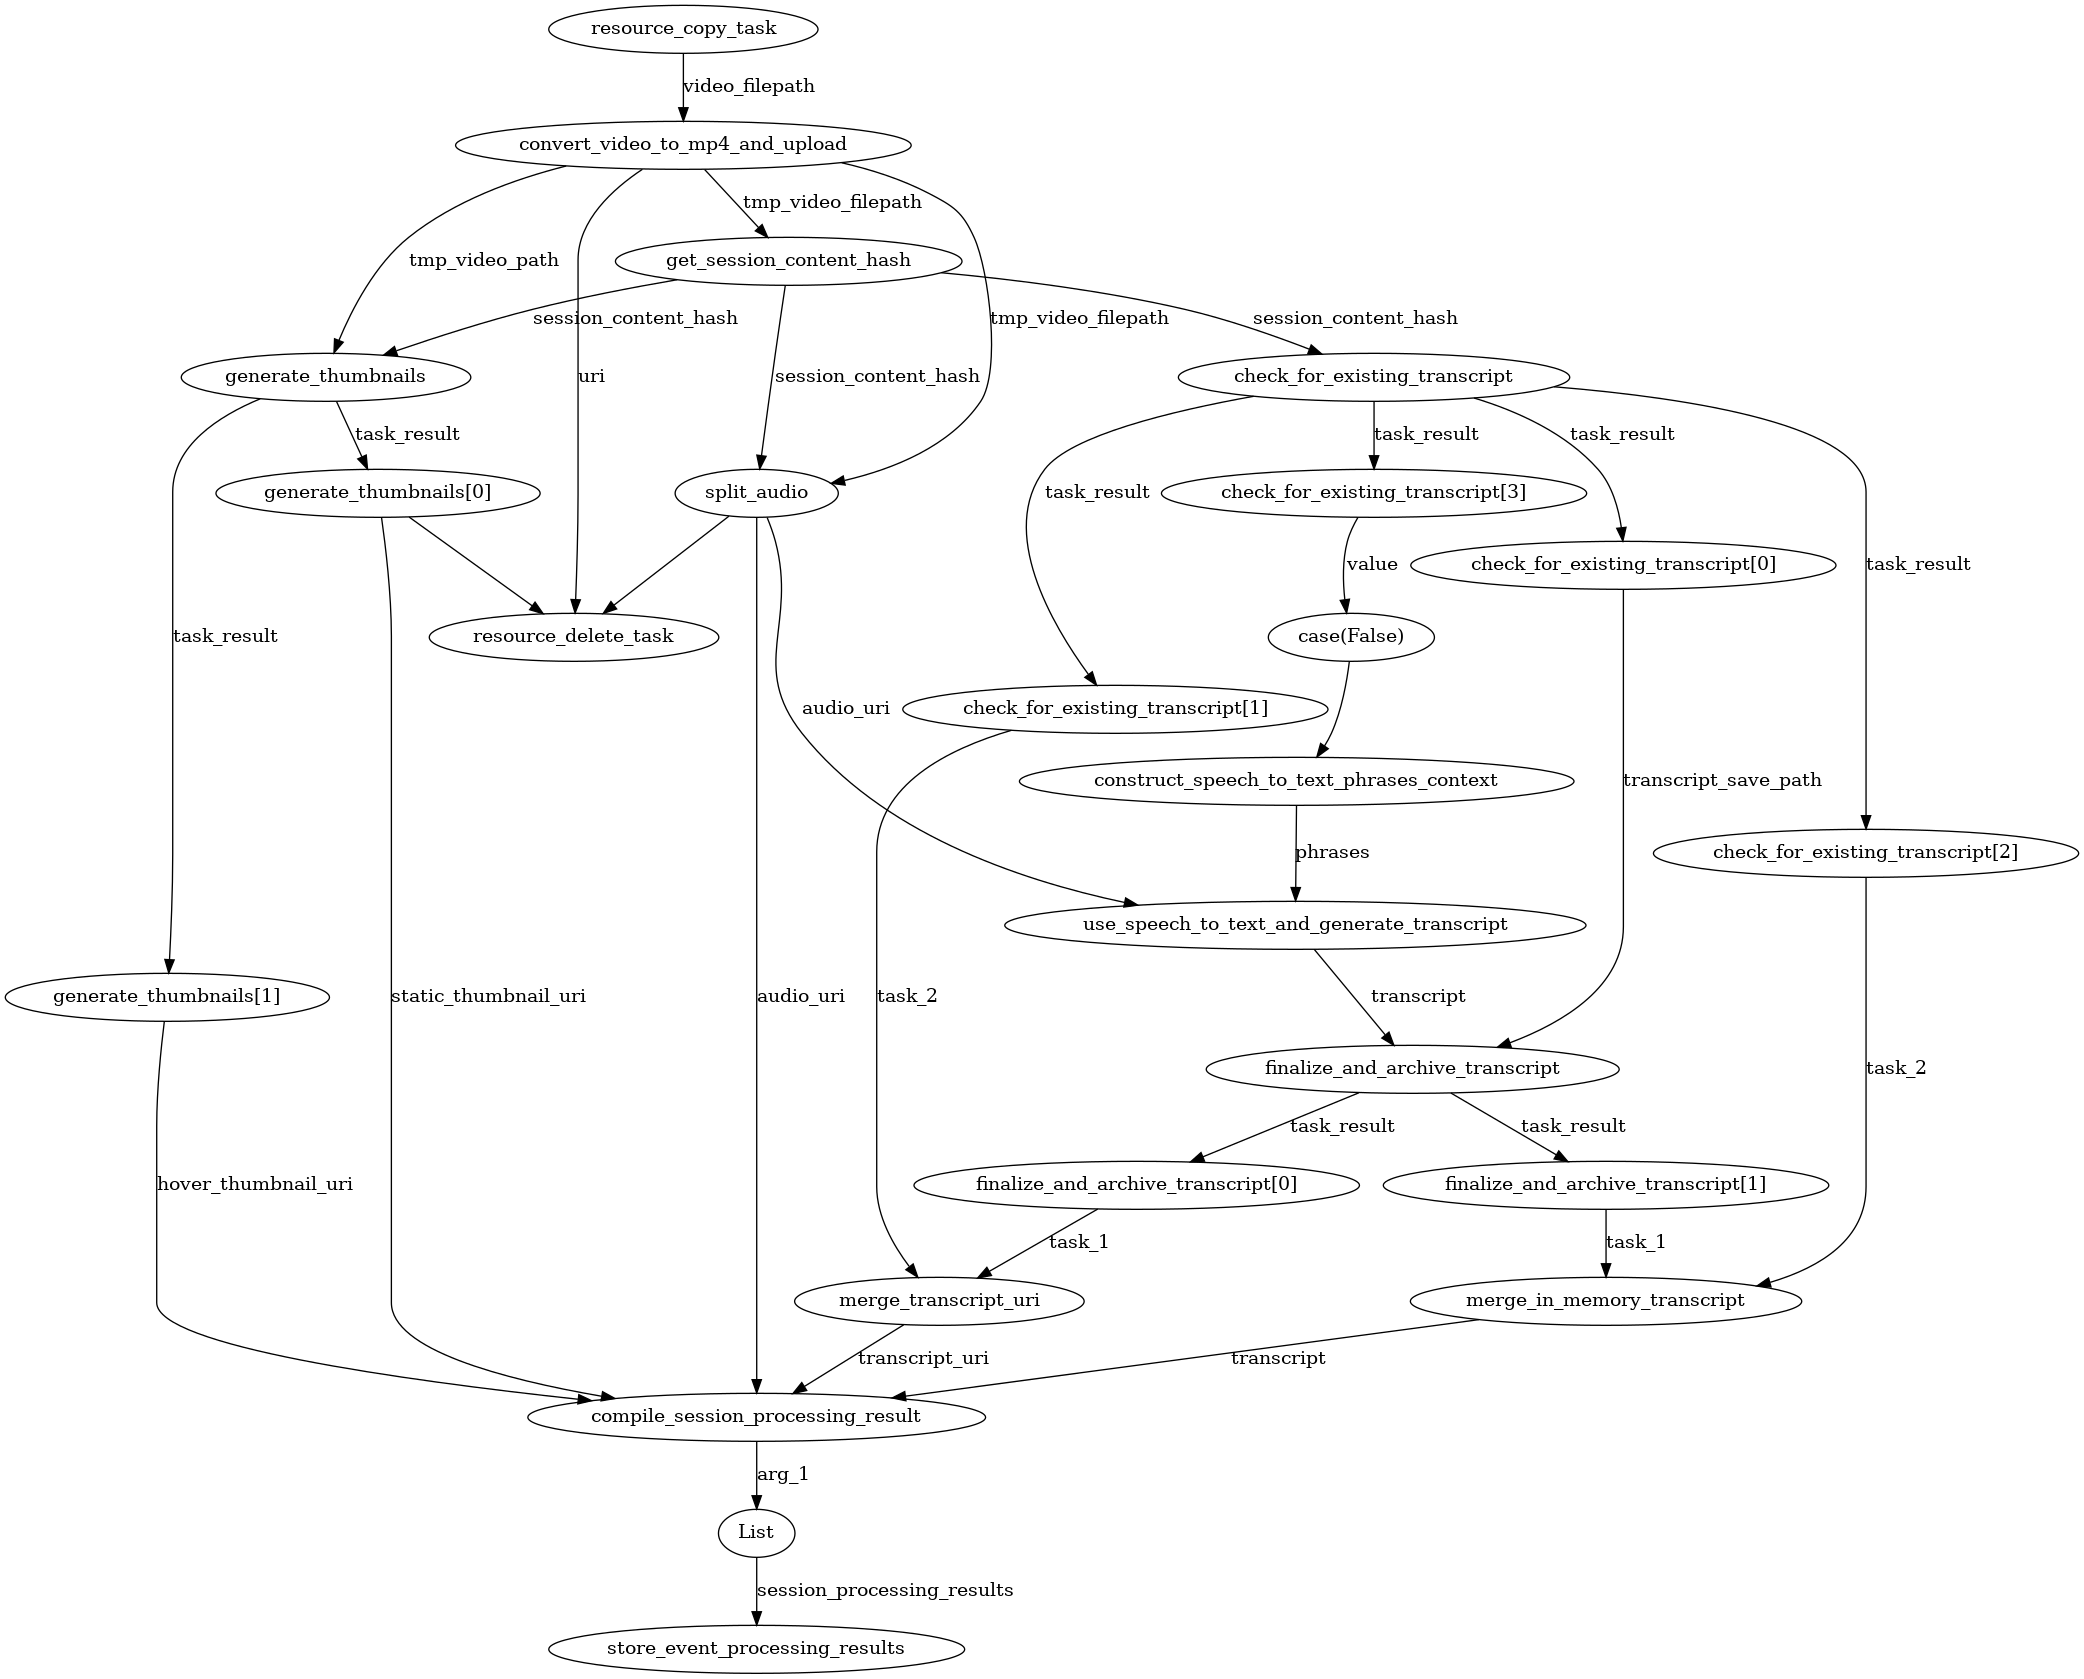 resource_copy_task
video_filepath
convert_video_to_mp4_and_upload
tmp_video_filepath
tmp_video_path
get_session_content_hash
session_content_hash
tmp_video_filepath
session_content_hash
generate_thumbnails
uri
session_content_hash
check_for_existing_transcript
task_result
task_result
task_result
generate_thumbnails[0]
split_audio
task_result
check_for_existing_transcript[3]
value
check_for_existing_transcript[0]
task_result
task_result
resource_delete_task
case(False)
audio_uri
check_for_existing_transcript[1]
construct_speech_to_text_phrases_context
transcript_save_path
phrases
check_for_existing_transcript[2]
use_speech_to_text_and_generate_transcript
generate_thumbnails[1]
static_thumbnail_uri
audio_uri
task_2
transcript
finalize_and_archive_transcript
task_2
task_result
task_result
hover_thumbnail_uri
finalize_and_archive_transcript[0]
finalize_and_archive_transcript[1]
task_1
task_1
merge_transcript_uri
merge_in_memory_transcript
transcript_uri
transcript
compile_session_processing_result
arg_1
List
session_processing_results
store_event_processing_results